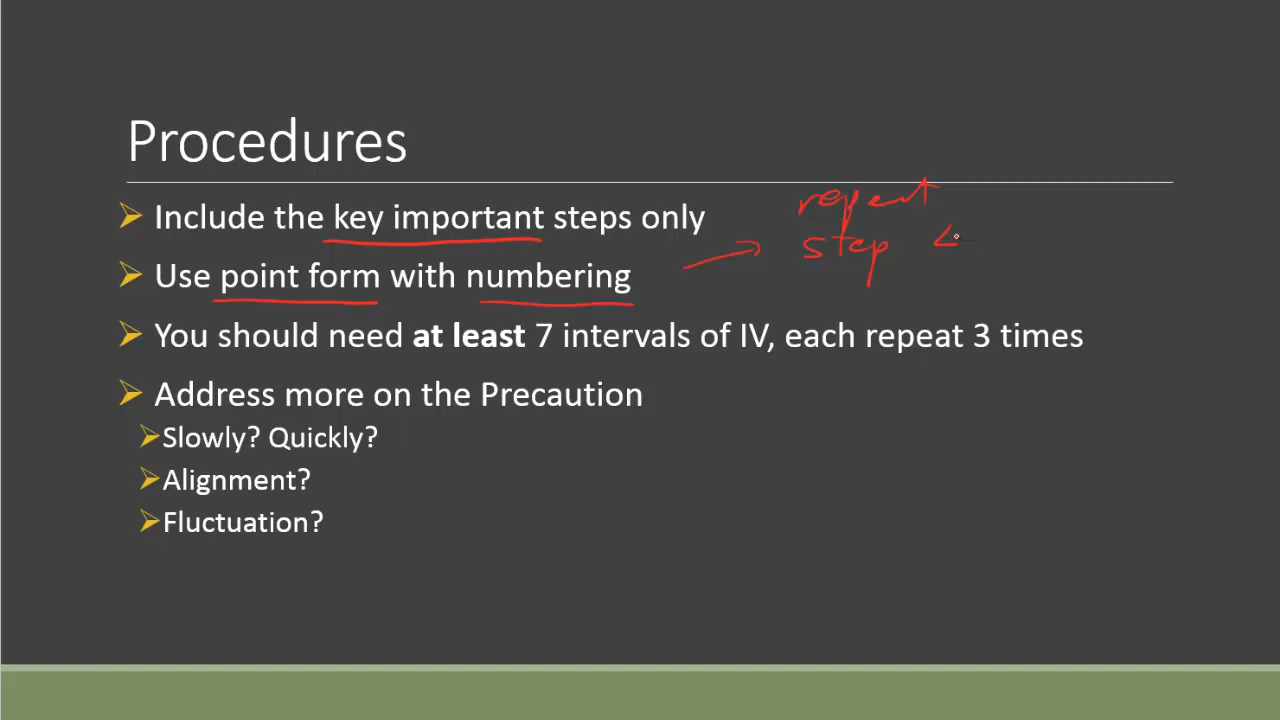 Procedures
Include the key important steps only
repeat
step
Use point form with numbering
You should need at least 7 intervals of IV, each repeat 3 times
Address more on the Precaution
Slowly? Quickly?
Alignment?
Fluctuation?